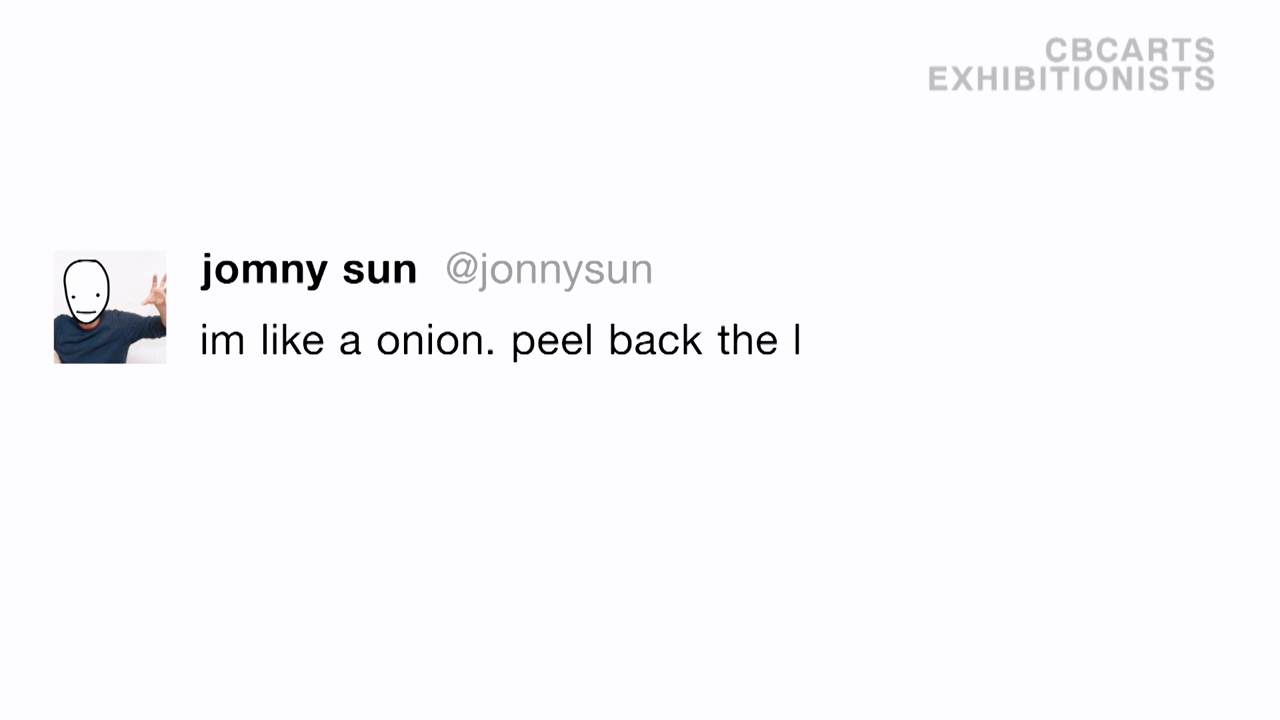 CBCARTS
EXHIBITIONISTS
jomny sun @jonnysun
im like a onion. peel back the l